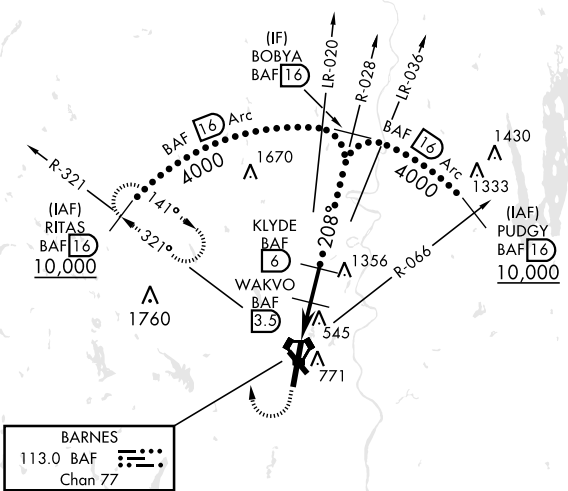 (IF)
BOBYA
BAF 16
LR-020
R-028
LR-036
BAF 16 Arc
4000
1670
BAF 16 Arc
4000
1430
1333
R-321
141°
321°
(IAF)
RITAS
BAF 16
10,000
208°
KLYDE
BAF
6
1356
R-066
(IAF)
PUDGY
BAF 16
10,000
WAKVO
BAF
3.5
1760
545
771
BARNES
113.0 BAF
Chan 77